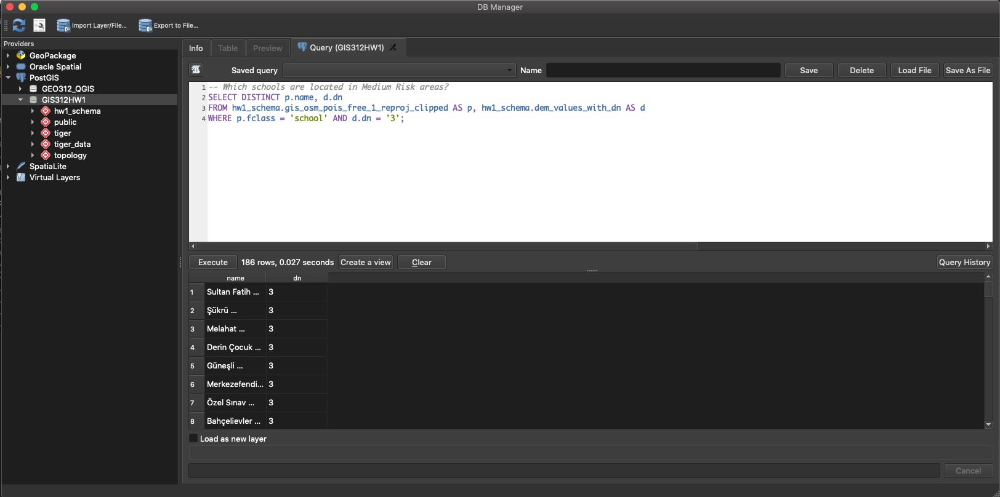 DB Manager
Import Layer/File...
Export to File...
Providers
GeoPackage
Oracle Spatial
PostGIS
GEO312_QGIS
GIS312HW1
hw1_schema
public
tiger
tiger_data
topology
SpatiaLite
Virtual Layers
Info
Table
Preview
Query (GIS312HW1)
Saved query
Name
Save
Delete
Load File
Save As File
1 -- Which schools are located in Medium Risk areas?
2 SELECT DISTINCT p.name, d.dn
3 FROM hw1_schema.gis_osm_pois_free_1_reproj_clipped AS p, hw1_schema.dem_values_with_dn AS d
4 WHERE p.fclass = 'school' AND d.dn = '3';
Execute
186 rows, 0.027 seconds
Create a view
Clear
Query History
name dn
1 Sultan Fatih ... 3
2 Şükrü ... 3
3 Melahat ... 3
4 Derin Çocuk ... 3
5 Güneşli ... 3
6 Merkezefendi... 3
7 Özel Sınav ... 3
8 Bahçelievler ... 3
Load as new layer
Cancel